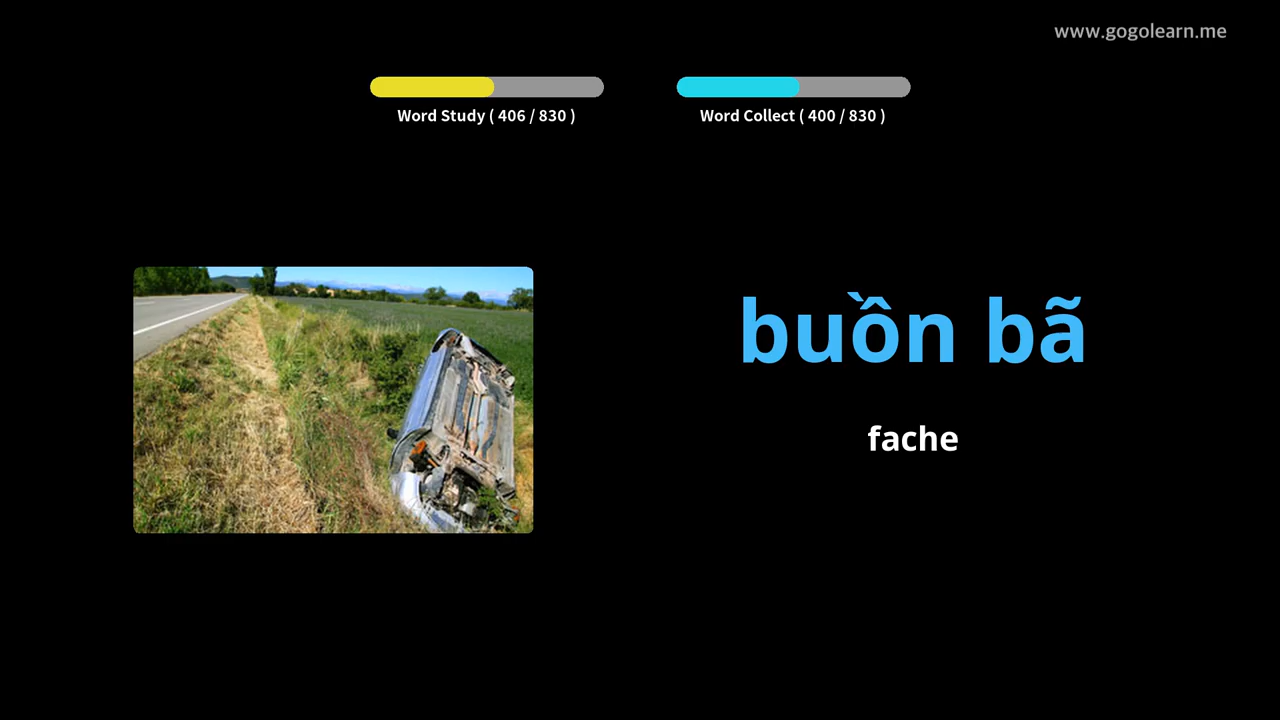 www.gogolearn.me
Word Study ( 406 / 830 )
Word Collect ( 400 / 830 )
buồn bã
fache